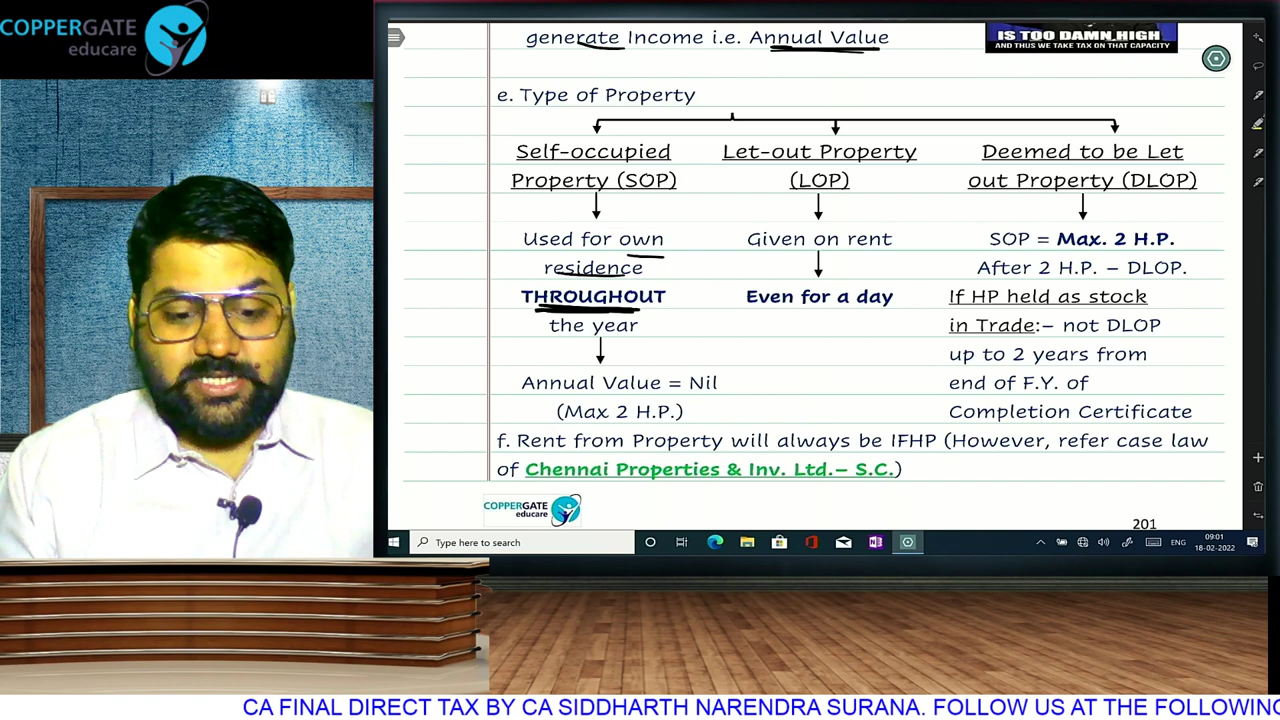 COPPERGATE
educare
generate Income i.e. Annual Value
IS TOO DAMN HIGH
AND THUS WE TAKE TAX ON THAT CAPACITY
e. Type of Property
Self-occupied Property (SOP)
Let-out Property (LOP)
Deemed to be Let out Property (DLOP)
Used for own
residence
THROUGHOUT
the year
Annual Value = Nil
(Max 2 H.P.)
Given on rent
Even for a day
SOP = Max. 2 H.P.
After 2 H.P. – DLOP.
If HP held as stock
in Trade:– not DLOP
up to 2 years from
end of F.Y. of
Completion Certificate
f. Rent from Property will always be IFHP (However, refer case law
of Chennai Properties & Inv. Ltd.– S.C.)
COPPERGATE
educare
201
Type here to search
ENG
09:01
18-02-2022
CA FINAL DIRECT TAX BY CA SIDDHARTH NARENDRA SURANA. FOLLOW US AT THE FOLLOWING